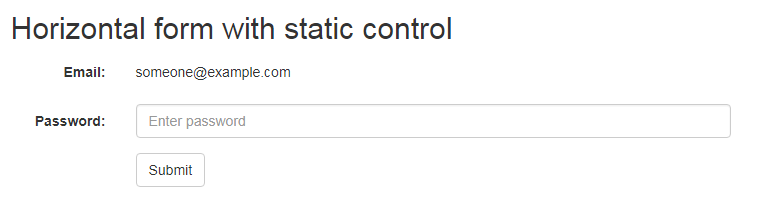 Horizontal form with static control
Email: someone@example.com
Password: Enter password
Submit